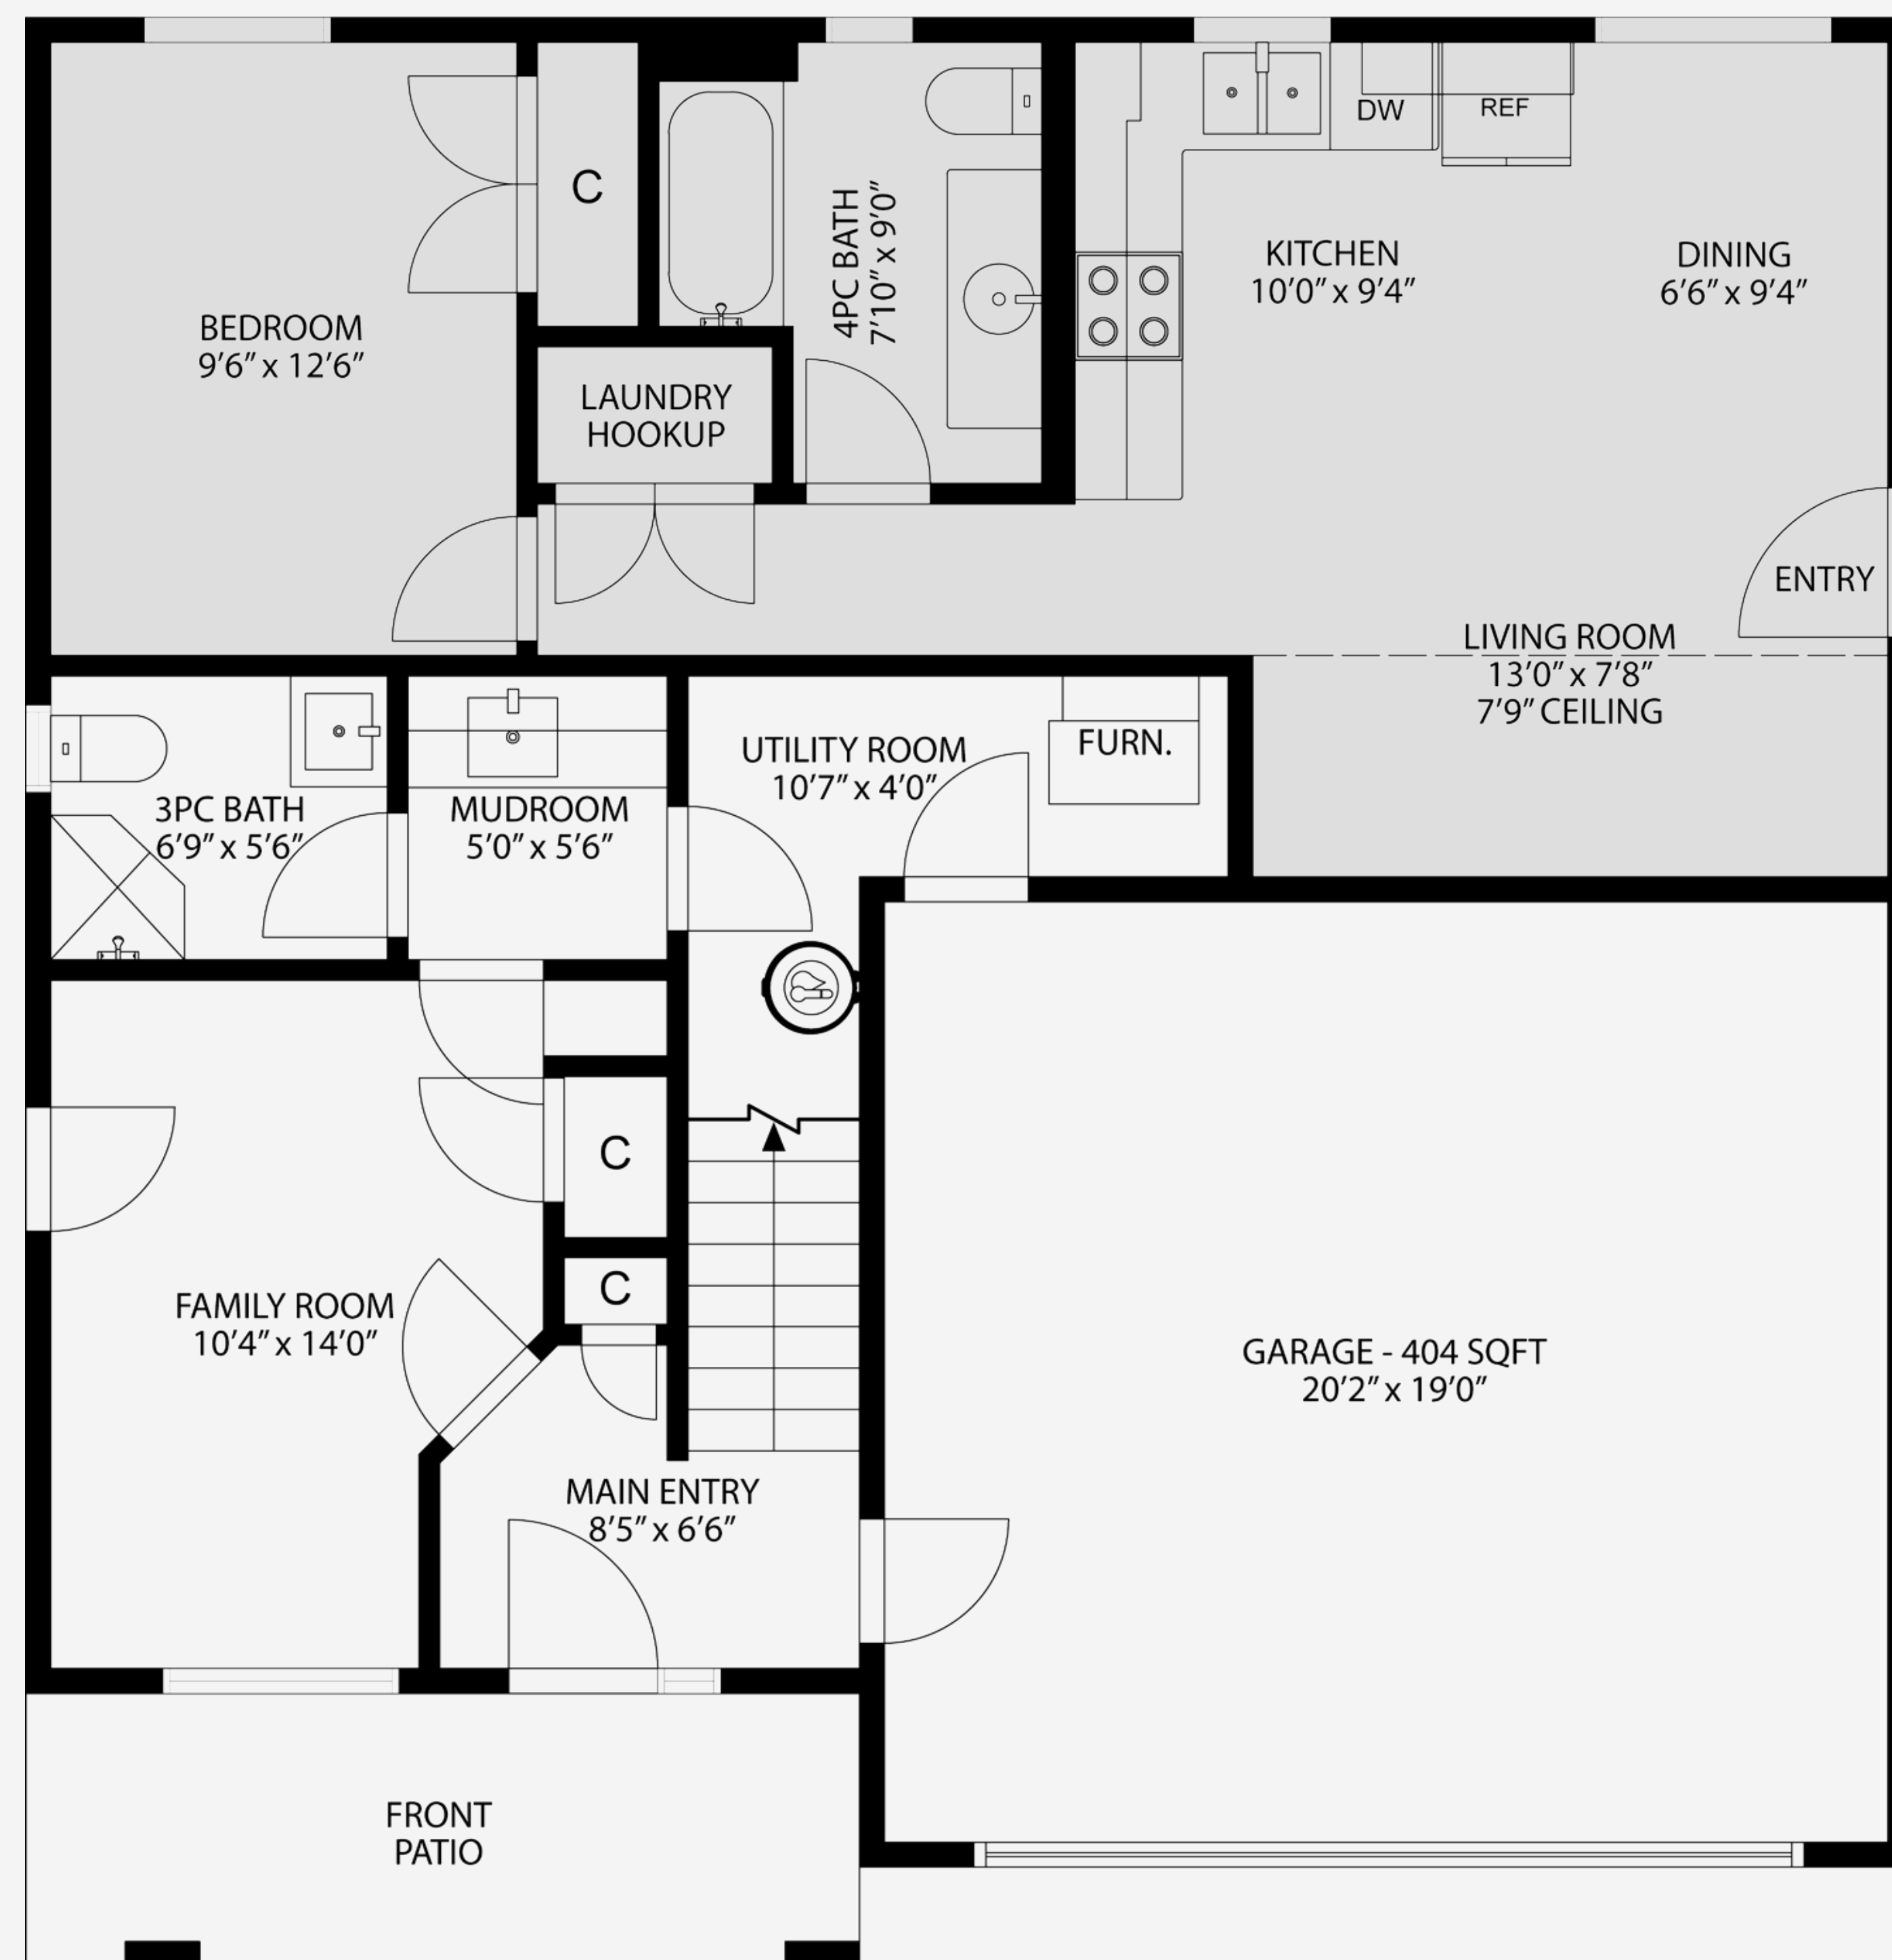 DW
REF
C
4PC BATH
7'10" x 9'0"
KITCHEN
10'0" x 9'4"
DINING
6'6" x 9'4"
BEDROOM
9'6" x 12'6"
LAUNDRY
HOOKUP
ENTRY
LIVING ROOM
13'0" x 7'8"
7'9" CEILING
UTILITY ROOM
10'7" x 4'0"
FURN.
3PC BATH
6'9" x 5'6"
MUDROOM
5'0" x 5'6"
C
C
FAMILY ROOM
10'4" x 14'0"
GARAGE - 404 SQFT
20'2" x 19'0"
MAIN ENTRY
8'5" x 6'6"
FRONT
PATIO